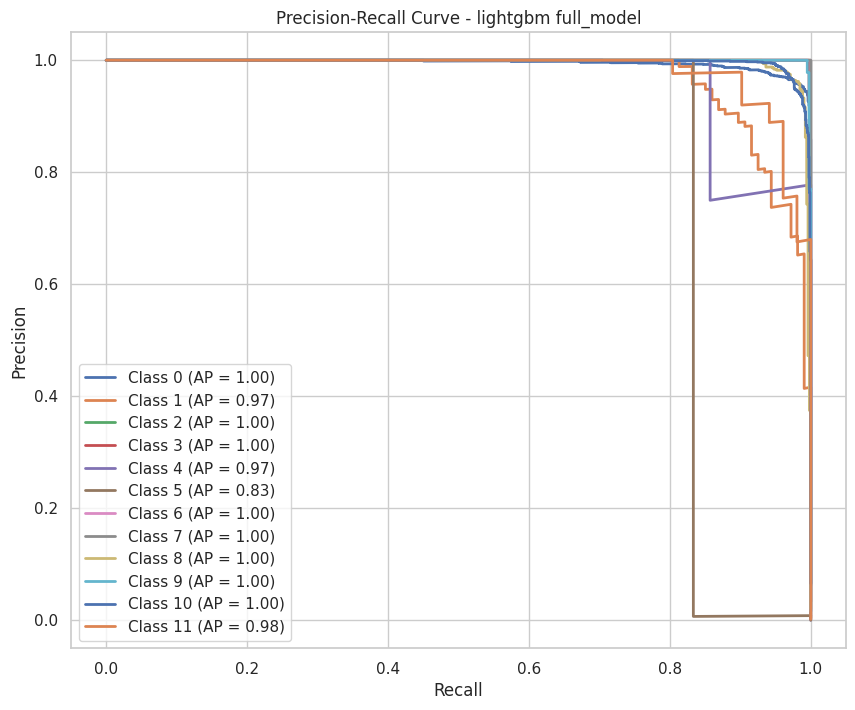 Precision-Recall Curve - lightgbm full_model
1.0
0.8
0.6
0.4
0.2
0.0
Precision
Class 0 (AP = 1.00)
Class 1 (AP = 0.97)
Class 2 (AP = 1.00)
Class 3 (AP = 1.00)
Class 4 (AP = 0.97)
Class 5 (AP = 0.83)
Class 6 (AP = 1.00)
Class 7 (AP = 1.00)
Class 8 (AP = 1.00)
Class 9 (AP = 1.00)
Class 10 (AP = 1.00)
Class 11 (AP = 0.98)
0.0 0.2 0.4 0.6 0.8 1.0
Recall